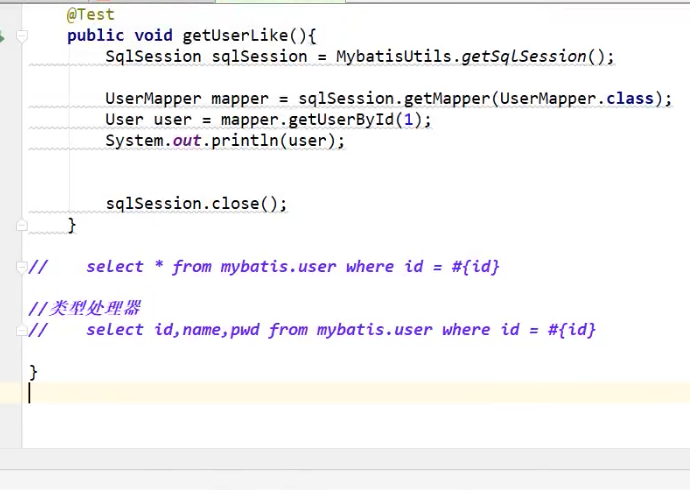 @Test
public void getUserLike(){
SqlSession sqlSession = MybatisUtils.getSqlSession();
UserMapper mapper = sqlSession.getMapper(UserMapper.class);
User user = mapper.getUserById(1);
System.out.println(user);
sqlSession.close();
}
//    select * from mybatis.user where id = #{id}
//类型处理器
//    select id,name,pwd from mybatis.user where id = #{id}
}